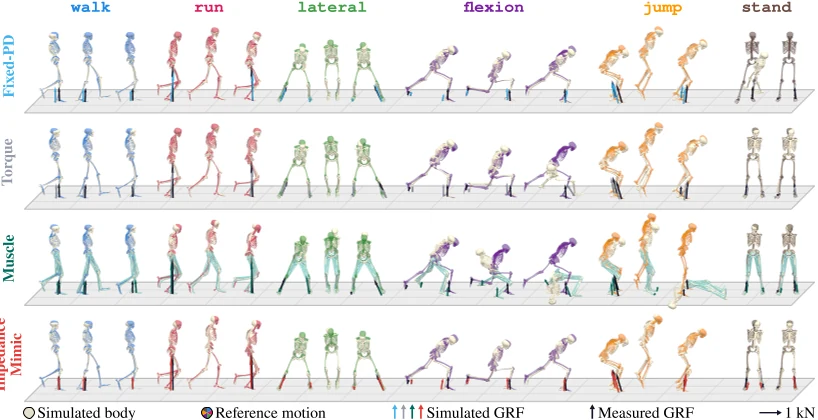 walk run lateral flexion jump stand
Fixed-PD
Torque
Muscle
Impedance
Mimic
Simulated body Reference motion Simulated GRF Measured GRF 1 kN